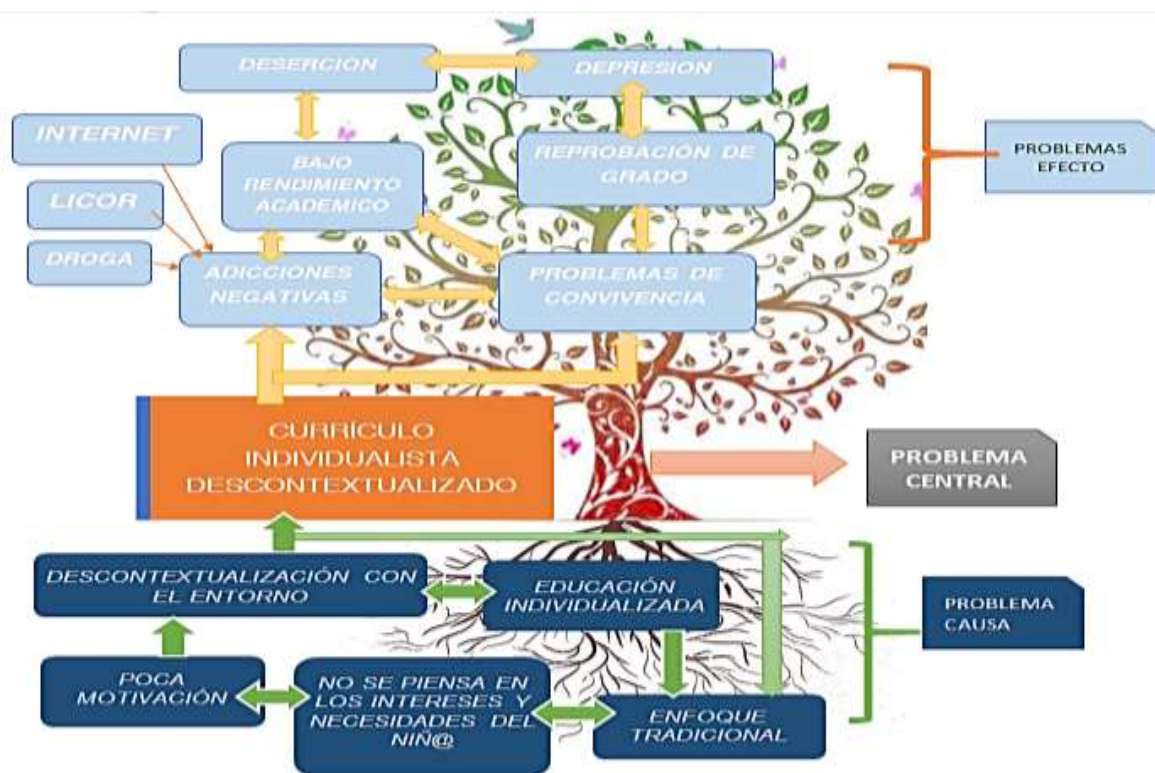 DESERCION
DEPRESION
INTERNET
LICOR
DROGA
BAJO
RENDIMIENTO
ACADEMICO
REPROBACIÓN DE
GRADO
ADICCIONES
NEGATIVAS
PROBLEMAS DE
CONVIVENCIA
PROBLEMAS
EFECTO
CURRÍCULO
INDIVIDUALISTA
DESCONTEXTUALIZADO
PROBLEMA
CENTRAL
DESCONTEXTUALIZACIÓN CON
EL ENTORNO
EDUCACIÓN
INDIVIDUALIZADA
POCA
MOTIVACIÓN
NO SE PIENSA EN
LOS INTERESES Y
NECESIDADES DEL
NIÑ@
ENFOQUE
TRADICIONAL
PROBLEMA
CAUSA